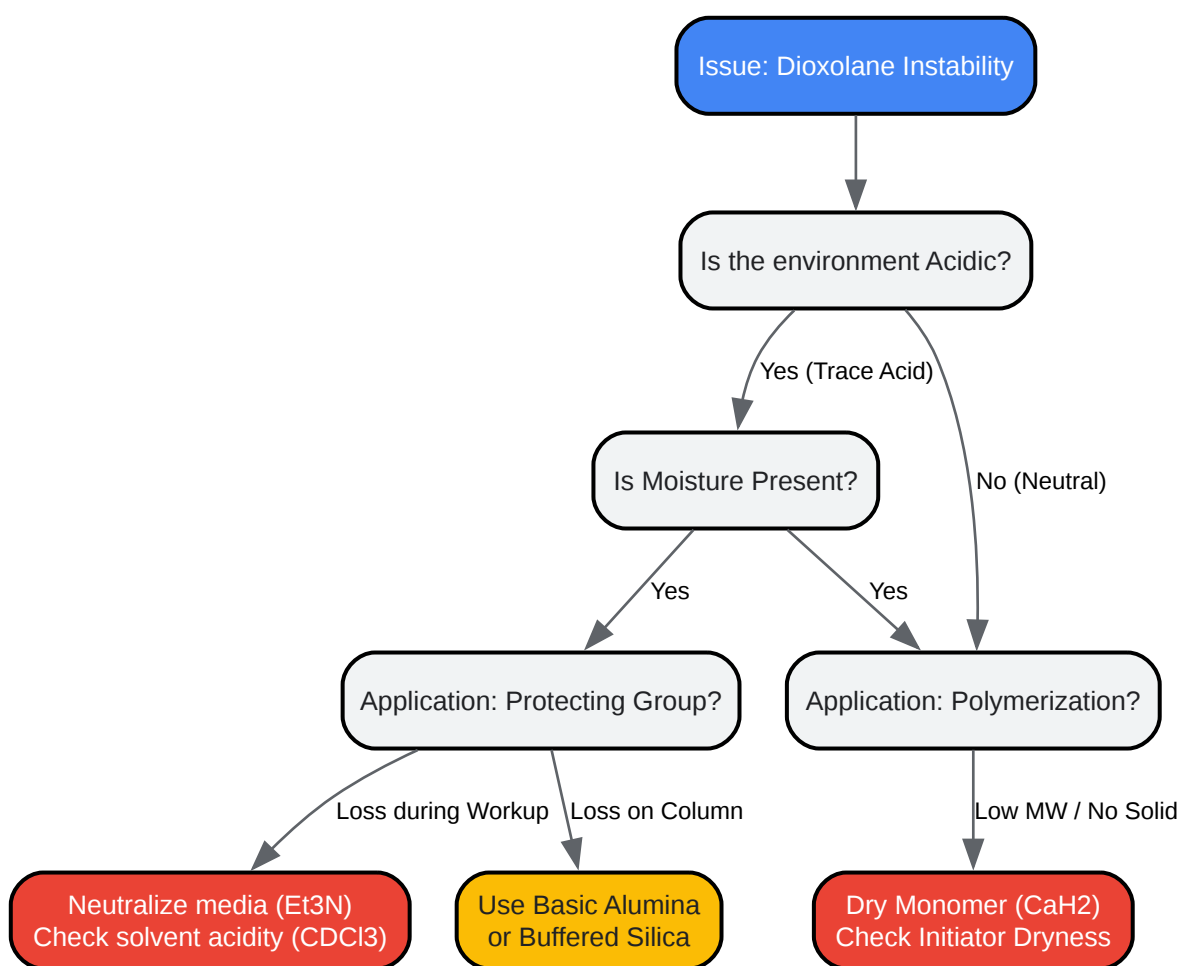 Issue: Dioxolane Instability
Is the environment Acidic?
Yes (Trace Acid)
Is Moisture Present?
No (Neutral)
Yes
Yes
Application: Protecting Group?
Application: Polymerization?
Loss during Workup
Loss on Column
Low MW / No Solid
Neutralize media (Et3N)
Check solvent acidity (CDCl3)
Use Basic Alumina
or Buffered Silica
Dry Monomer (CaH2)
Check Initiator Dryness